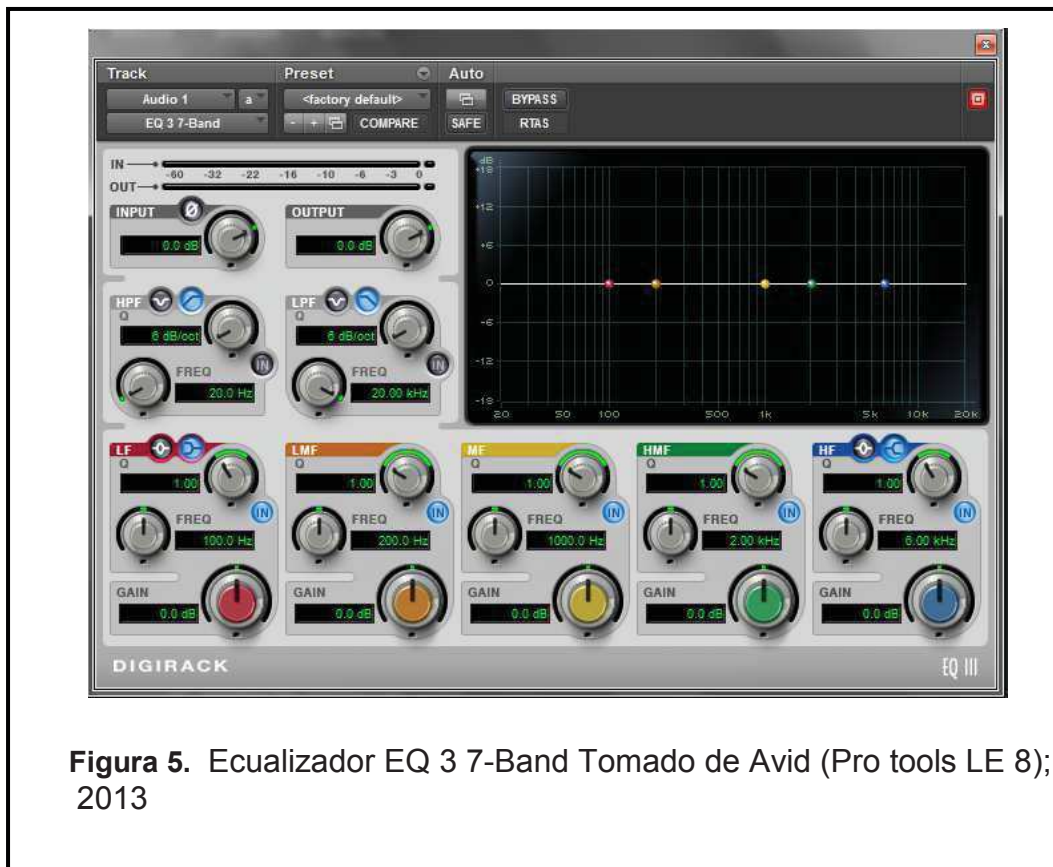 Track Preset Auto
Audio 1 a <factory default> BYPASS
EQ 3 7-Band - + COMPARE SAFE RTAS
IN
-60 -32 -22 -16 -10 -6 -3 0
OUT
INPUT Ø OUTPUT
0.0 dB 0.0 dB
HPF LPF
Q Q
6 dB/oct 6 dB/oct
IN IN
FREQ FREQ
20.0 Hz 20.00 kHz
dB
+18
+12
+6
0
-6
-12
-18
20 50 100 500 1k 5k 10k 20k
LF LMF MF HMF HF
Q Q Q Q Q
1.00 1.00 1.00 1.00 1.00
IN IN IN IN IN
FREQ FREQ FREQ FREQ FREQ
100.0 Hz 200.0 Hz 1000.0 Hz 2.00 kHz 6.00 kHz
GAIN GAIN GAIN GAIN GAIN
0.0 dB 0.0 dB 0.0 dB 0.0 dB 0.0 dB
DIGIRACK EQ III
Figura 5. Ecualizador EQ 3 7-Band Tomado de Avid (Pro tools LE 8);
2013